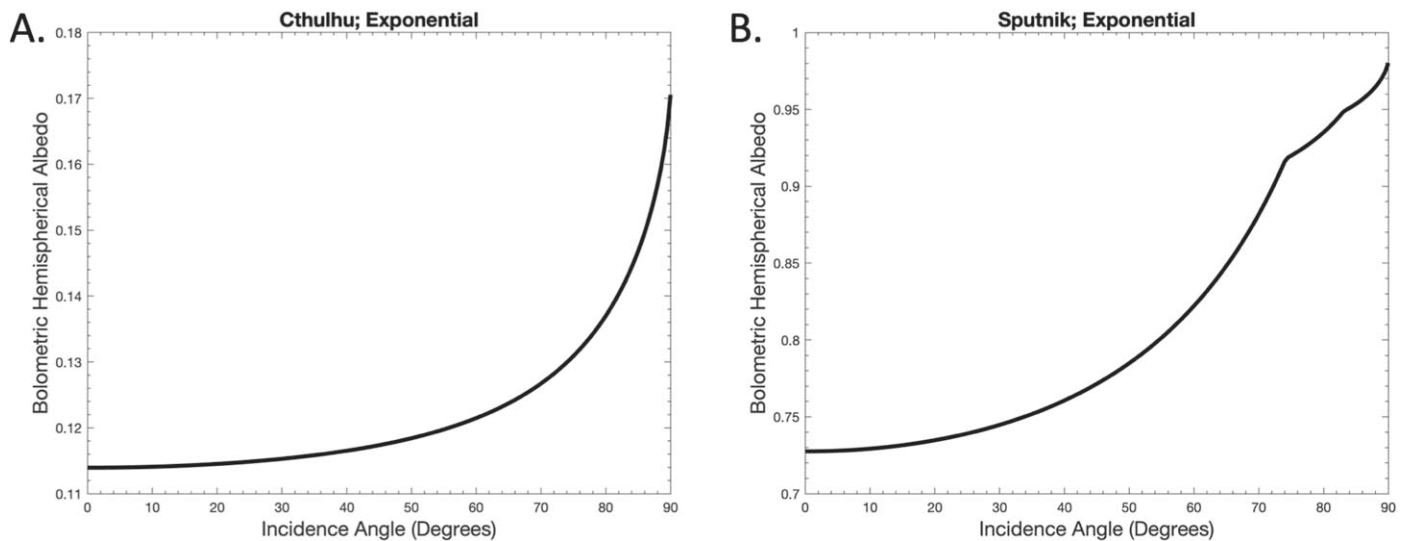 A.
Cthulhu; Exponential
0.18
0.17
0.16
0.15
0.14
0.13
0.12
0.11
Bolometric Hemispherical Albedo
0 10 20 30 40 50 60 70 80 90
Incidence Angle (Degrees)
B.
Sputnik; Exponential
1
0.95
0.9
0.85
0.8
0.75
0.7
Bolometric Hemispherical Albedo
0 10 20 30 40 50 60 70 80 90
Incidence Angle (Degrees)